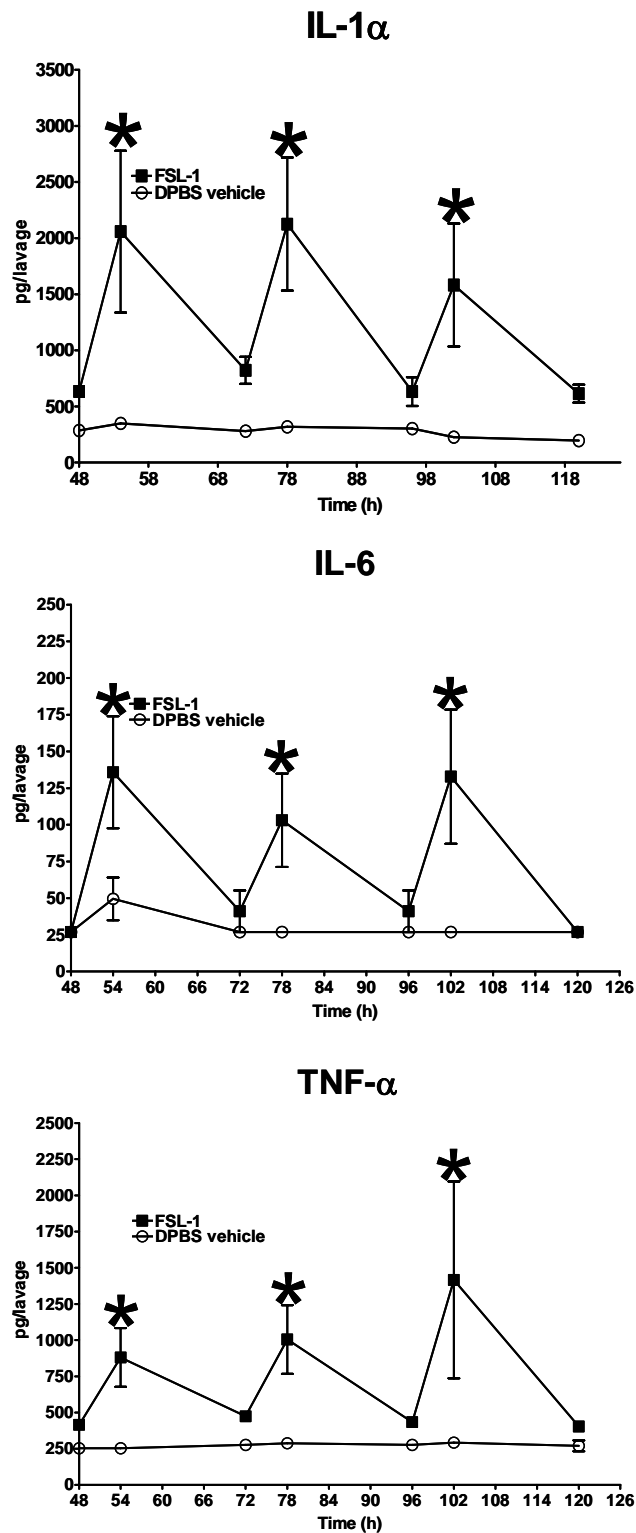 IL-1α
3500
3000
2500
2000
1500
1000
500
0
pg/lavage
FSL-1
DPBS vehicle
48 58 68 78 88 98 108 118
Time (h)
IL-6
250
225
200
175
150
125
100
75
50
25
0
pg/lavage
FSL-1
DPBS vehicle
48 54 60 66 72 78 84 90 96 102 108 114 120 126
Time (h)
TNF-α
2500
2250
2000
1750
1500
1250
1000
750
500
250
0
pg/lavage
FSL-1
DPBS vehicle
48 54 60 66 72 78 84 90 96 102 108 114 120 126
Time (h)